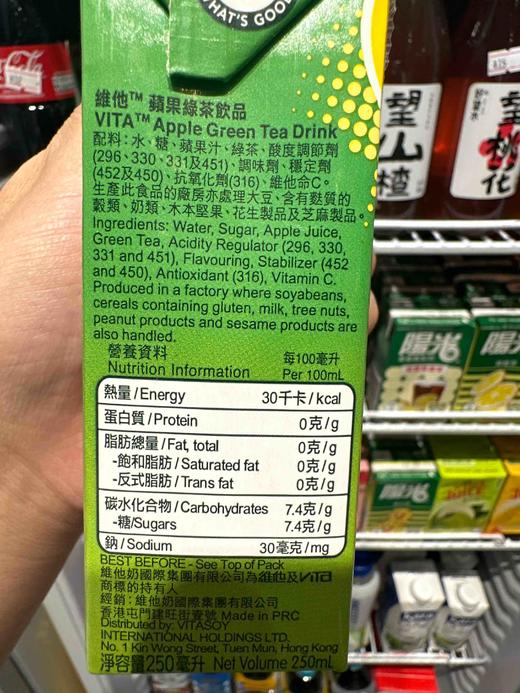 THAT'S GOOD
維他™ 蘋果綠茶飲品
VITA™ Apple Green Tea Drink
配料:水、糖、蘋果汁、綠茶、酸度調節劑
(296、330、331及451)、調味劑、穩定劑
(452及450)、抗氧化劑(316)、維他命C。
生產此食品的廠房亦處理大豆、含有麩質的
穀類、奶類、木本堅果、花生製品及芝麻製品。
Ingredients: Water, Sugar, Apple Juice,
Green Tea, Acidity Regulator (296, 330,
331 and 451), Flavouring, Stabilizer (452
and 450), Antioxidant (316), Vitamin C.
Produced in a factory where soyabeans,
cereals containing gluten, milk, tree nuts,
peanut products and sesame products are
also handled.
營養資料 每100毫升
Nutrition Information Per 100mL
熱量/Energy 30千卡/kcal
蛋白質/Protein 0克/g
脂肪總量/Fat, total 0克/g
-飽和脂肪/Saturated fat 0克/g
-反式脂肪/Trans fat 0克/g
碳水化合物/Carbohydrates 7.4克/g
-糖/Sugars 7.4克/g
鈉/Sodium 30毫克/mg
BEST BEFORE - See Top of Pack
維他奶國際集團有限公司為維他及VITA
商標的持有人
經銷:維他奶國際集團有限公司
香港屯門建旺街壹號 Made in PRC
Distributed by: VITASOY
INTERNATIONAL HOLDINGS LTD.
No. 1 Kin Wong Street, Tuen Mun, Hong Kong
淨容量250毫升 Net Volume 250mL
望山楂
望桃花
陽光
陽
陽光